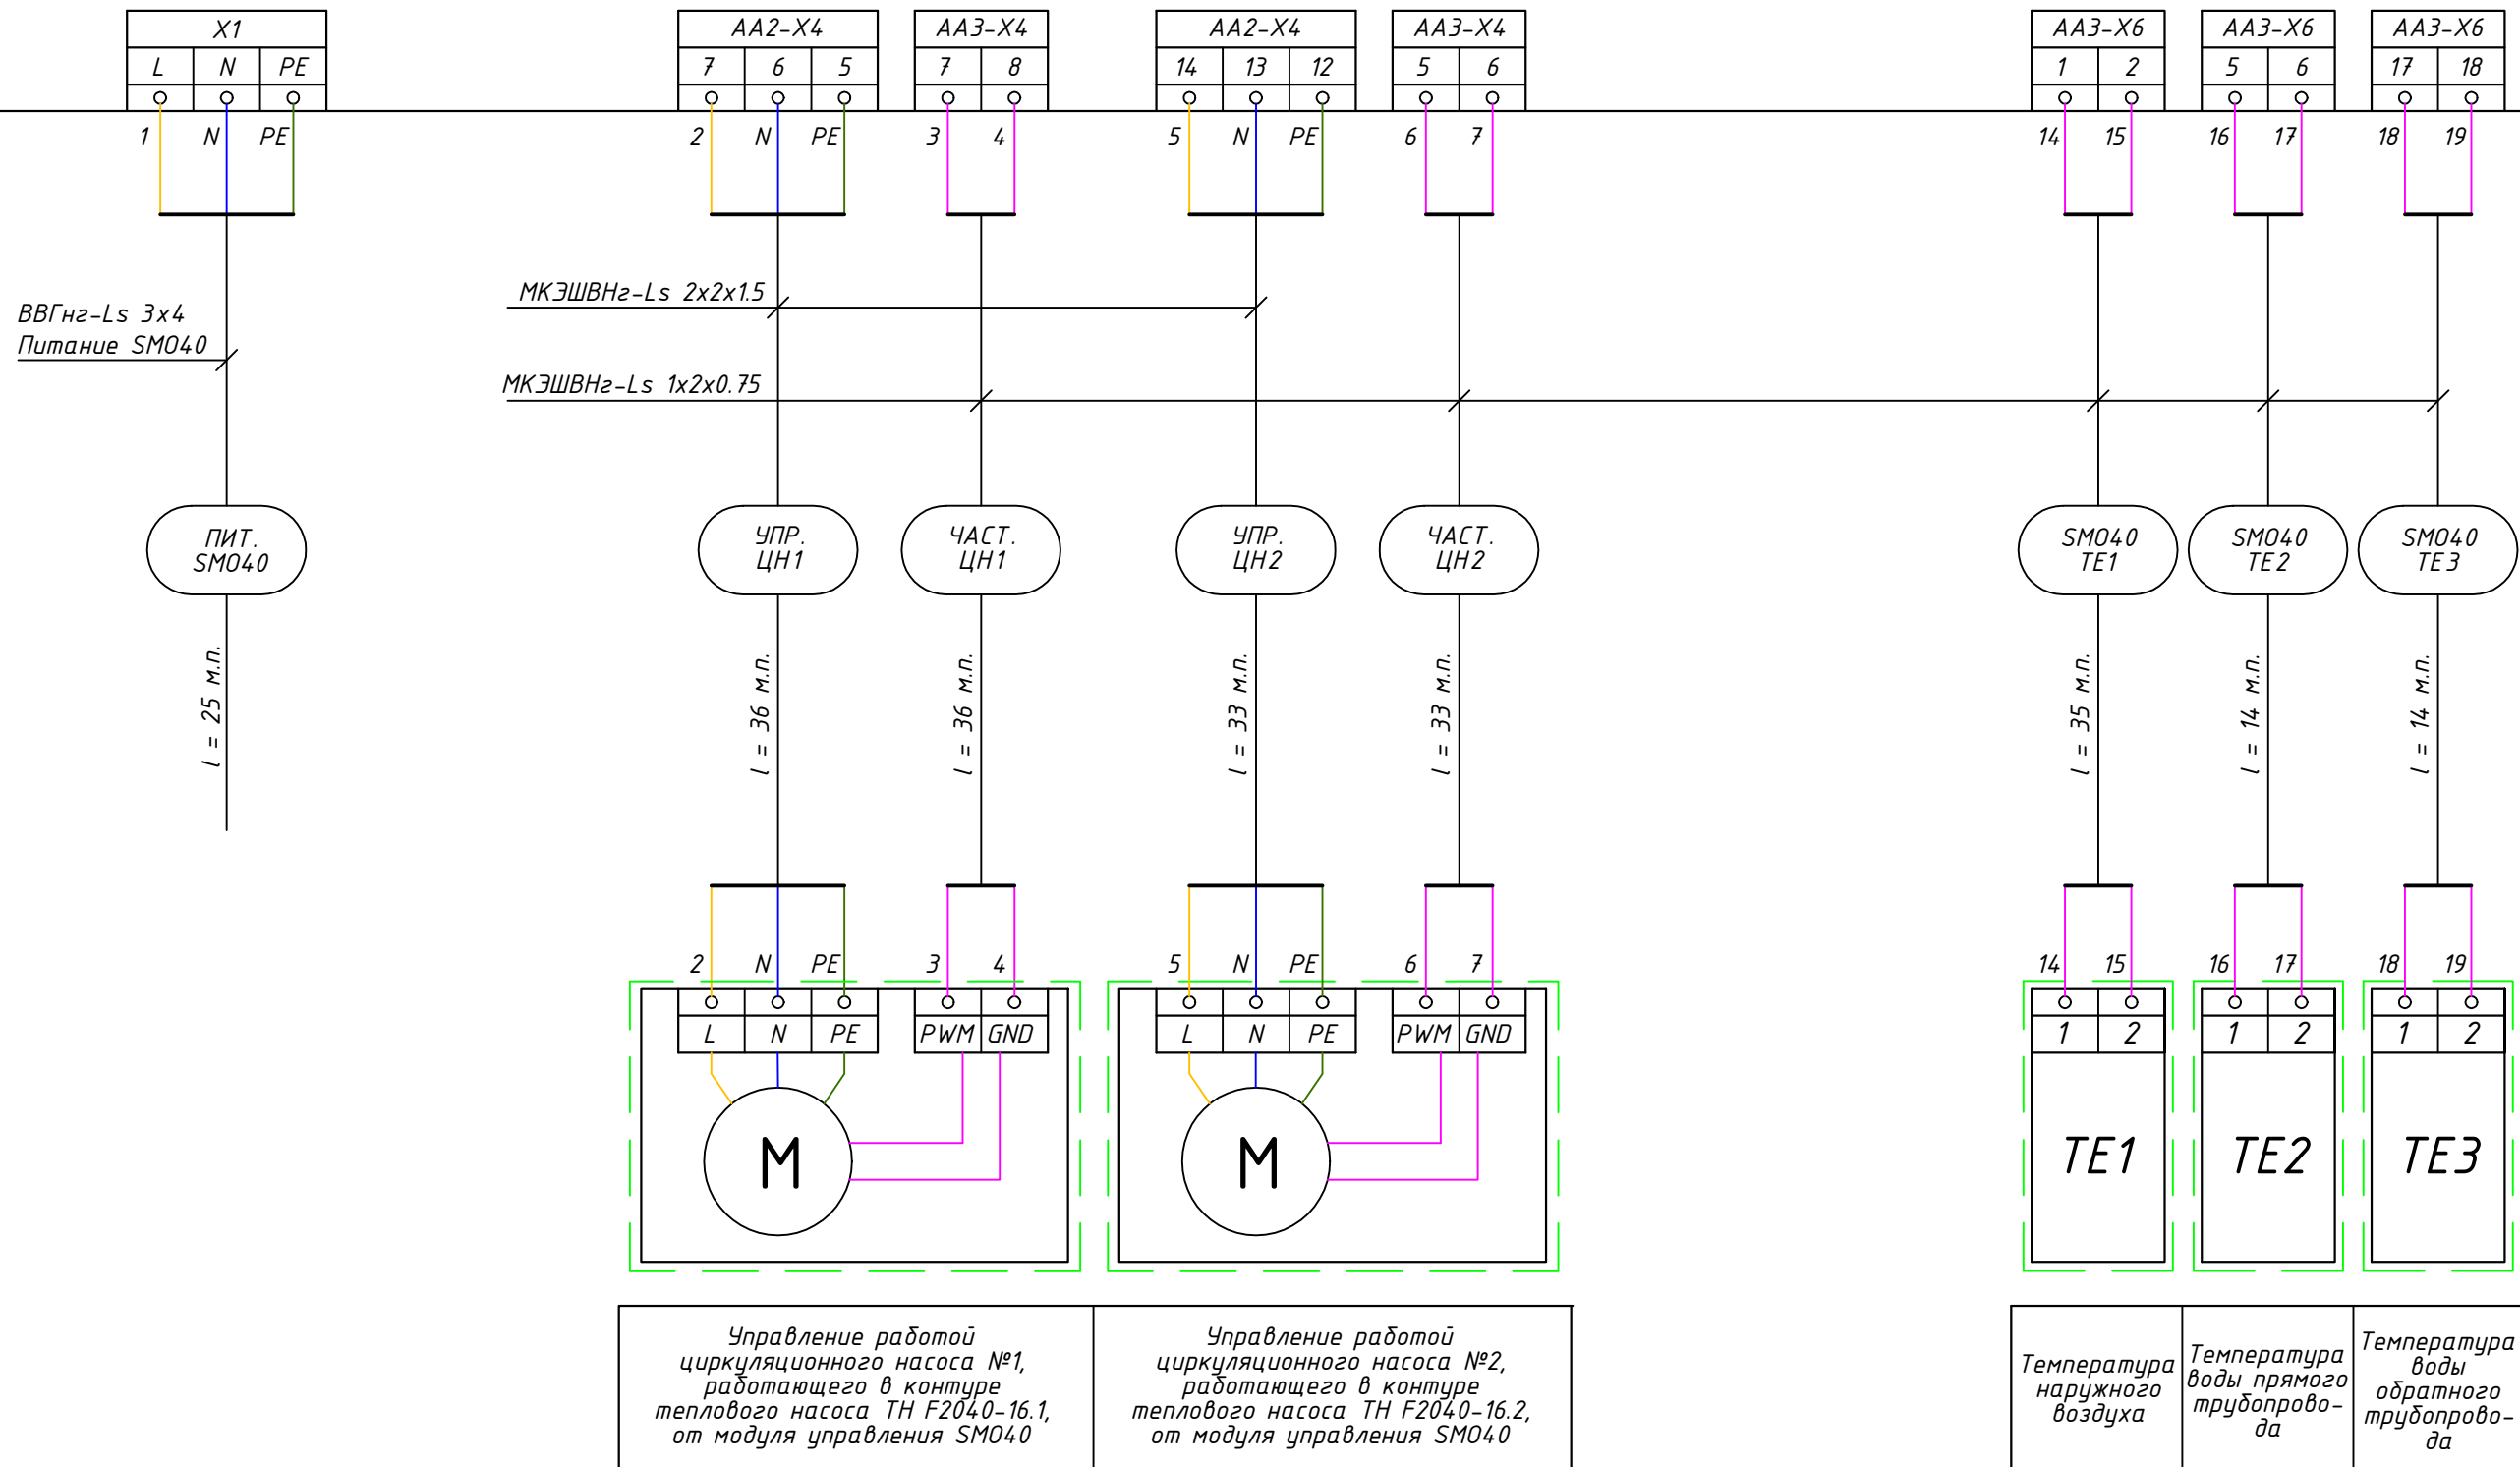 X1
AA2-X4
AA3-X4
AA2-X4
AA3-X4
AA3-X6
AA3-X6
AA3-X6
L N PE
7 6 5
7 8
14 13 12
5 6
1 2
5 6
17 18
1 N PE
2 N PE
3 4
5 N PE
6 7
14 15
16 17
18 19
МКЭШВНг-Ls 2x2x1.5
ВВГнг-Ls 3x4
Питание SMO40
МКЭШВНг-Ls 1x2x0.75
ПИТ.
SMO40
УПР.
ЦН1
ЧАСТ.
ЦН1
УПР.
ЦН2
ЧАСТ.
ЦН2
SMO40
TE1
SMO40
TE2
SMO40
TE3
l = 25 м.п.
l = 36 м.п.
l = 36 м.п.
l = 33 м.п.
l = 33 м.п.
l = 35 м.п.
l = 14 м.п.
l = 14 м.п.
2 N PE
3 4
5 N PE
6 7
14 15
16 17
18 19
L N PE
PWM GND
L N PE
PWM GND
1 2
1 2
1 2
M
M
TE1
TE2
TE3
Управление работой
циркуляционного насоса №1,
работающего в контуре
теплового насоса ТН F2040-16.1,
от модуля управления SMO40
Управление работой
циркуляционного насоса №2,
работающего в контуре
теплового насоса ТН F2040-16.2,
от модуля управления SMO40
Температура
наружного
воздуха
Температура
воды прямого
трубопрово-
да
Температура
воды
обратного
трубопрово-
да